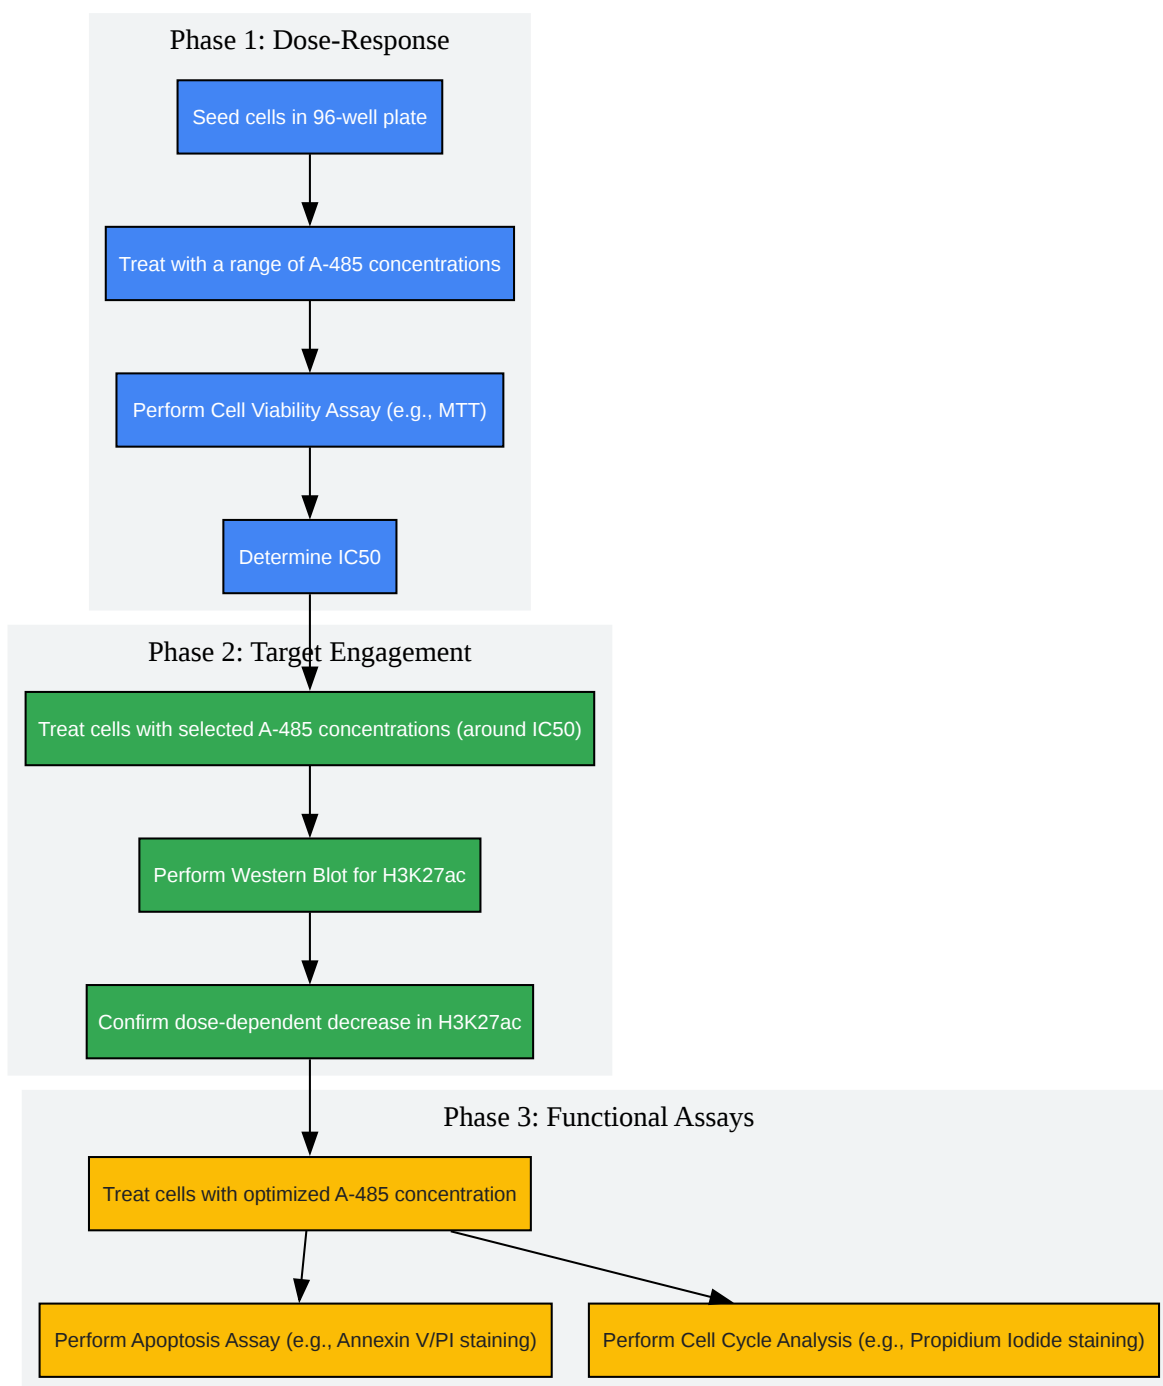 Phase 1: Dose-Response
Seed cells in 96-well plate
Treat with a range of A-485 concentrations
Perform Cell Viability Assay (e.g., MTT)
Determine IC50
Phase 2: Target Engagement
Treat cells with selected A-485 concentrations (around IC50)
Perform Western Blot for H3K27ac
Confirm dose-dependent decrease in H3K27ac
Phase 3: Functional Assays
Treat cells with optimized A-485 concentration
Perform Apoptosis Assay (e.g., Annexin V/PI staining)
Perform Cell Cycle Analysis (e.g., Propidium Iodide staining)